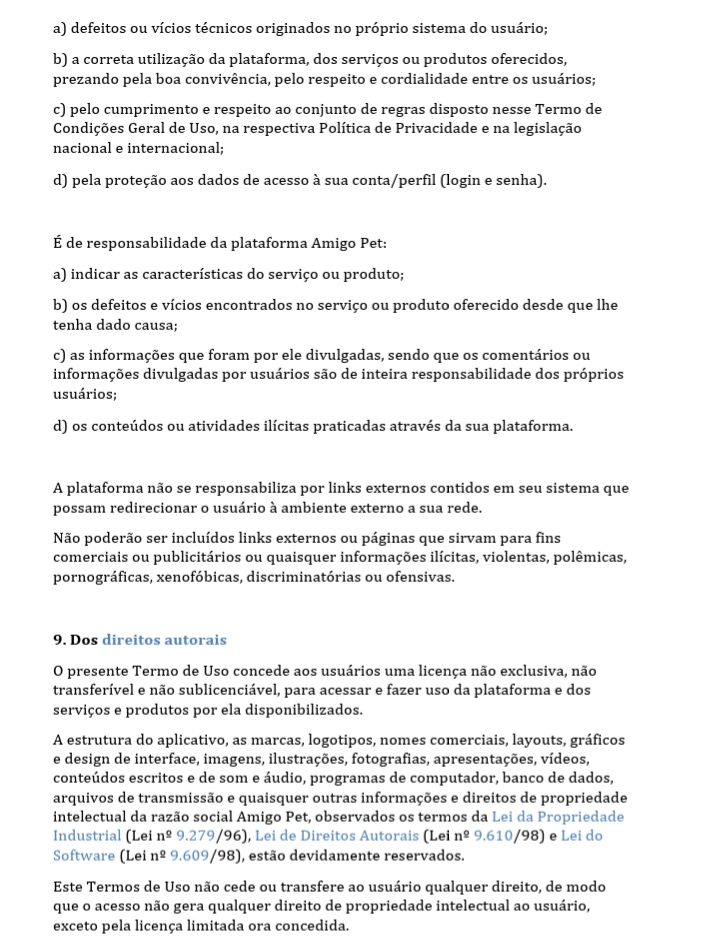 a) defeitos ou vícios técnicos originados no próprio sistema do usuário;
b) a correta utilização da plataforma, dos serviços ou produtos oferecidos,
prezando pela boa convivência, pelo respeito e cordialidade entre os usuários;
c) pelo cumprimento e respeito ao conjunto de regras disposto nesse Termo de
Condições Geral de Uso, na respectiva Política de Privacidade e na legislação
nacional e internacional;
d) pela proteção aos dados de acesso à sua conta/perfil (login e senha).
É de responsabilidade da plataforma Amigo Pet:
a) indicar as características do serviço ou produto;
b) os defeitos e vícios encontrados no serviço ou produto oferecido desde que lhe
tenha dado causa;
c) as informações que foram por ele divulgadas, sendo que os comentários ou
informações divulgadas por usuários são de inteira responsabilidade dos próprios
usuários;
d) os conteúdos ou atividades ilícitas praticadas através da sua plataforma.
A plataforma não se responsabiliza por links externos contidos em seu sistema que
possam redirecionar o usuário à ambiente externo a sua rede.
Não poderão ser incluídos links externos ou páginas que sirvam para fins
comerciais ou publicitários ou quaisquer informações ilícitas, violentas, polêmicas,
pornográficas, xenofóbicas, discriminatórias ou ofensivas.
9. Dos direitos autorais
O presente Termo de Uso concede aos usuários uma licença não exclusiva, não
transferível e não sublicenciável, para acessar e fazer uso da plataforma e dos
serviços e produtos por ela disponibilizados.
A estrutura do aplicativo, as marcas, logotipos, nomes comerciais, layouts, gráficos
e design de interface, imagens, ilustrações, fotografias, apresentações, vídeos,
conteúdos escritos e de som e áudio, programas de computador, banco de dados,
arquivos de transmissão e quaisquer outras informações e direitos de propriedade
intelectual da razão social Amigo Pet, observados os termos da Lei da Propriedade
Industrial (Lei nº 9.279/96), Lei de Direitos Autorais (Lei nº 9.610/98) e Lei do
Software (Lei nº 9.609/98), estão devidamente reservados.
Este Termos de Uso não cede ou transfere ao usuário qualquer direito, de modo
que o acesso não gera qualquer direito de propriedade intelectual ao usuário,
exceto pela licença limitada ora concedida.